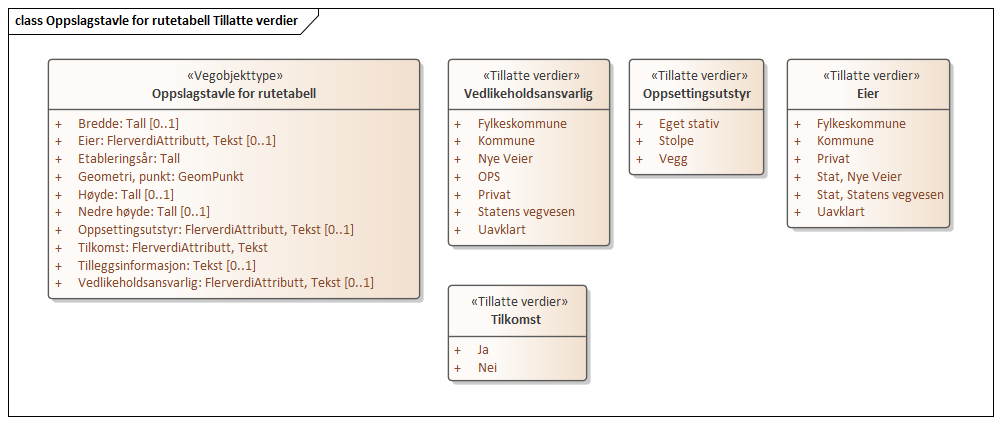 class Oppslagstavle for rutetabell Tillatte verdier
«Vegobjekttype»
Oppslagstavle for rutetabell
+ Bredde: Tall [0..1]
+ Eier: FlerverdiAttributt, Tekst [0..1]
+ Etableringsår: Tall
+ Geometri, punkt: GeomPunkt
+ Høyde: Tall [0..1]
+ Nedre høyde: Tall [0..1]
+ Oppsettingsutstyr: FlerverdiAttributt, Tekst [0..1]
+ Tilkomst: FlerverdiAttributt, Tekst
+ Tilleggsinformasjon: Tekst [0..1]
+ Vedlikeholdsansvarlig: FlerverdiAttributt, Tekst [0..1]
«Tillatte verdier»
Vedlikeholdsansvarlig
+ Fylkeskommune
+ Kommune
+ Nye Veier
+ OPS
+ Privat
+ Statens vegvesen
+ Uavklart
«Tillatte verdier»
Oppsettingsutstyr
+ Eget stativ
+ Stolpe
+ Vegg
«Tillatte verdier»
Eier
+ Fylkeskommune
+ Kommune
+ Privat
+ Stat, Nye Veier
+ Stat, Statens vegvesen
+ Uavklart
«Tillatte verdier»
Tilkomst
+ Ja
+ Nei